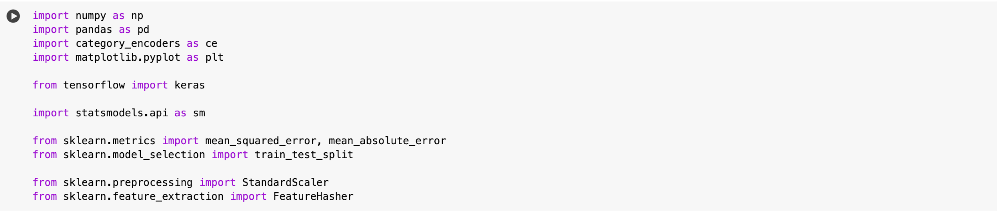 import numpy as np
import pandas as pd
import category_encoders as ce
import matplotlib.pyplot as plt
from tensorflow import keras
import statsmodels.api as sm
from sklearn.metrics import mean_squared_error, mean_absolute_error
from sklearn.model_selection import train_test_split
from sklearn.preprocessing import StandardScaler
from sklearn.feature_extraction import FeatureHasher